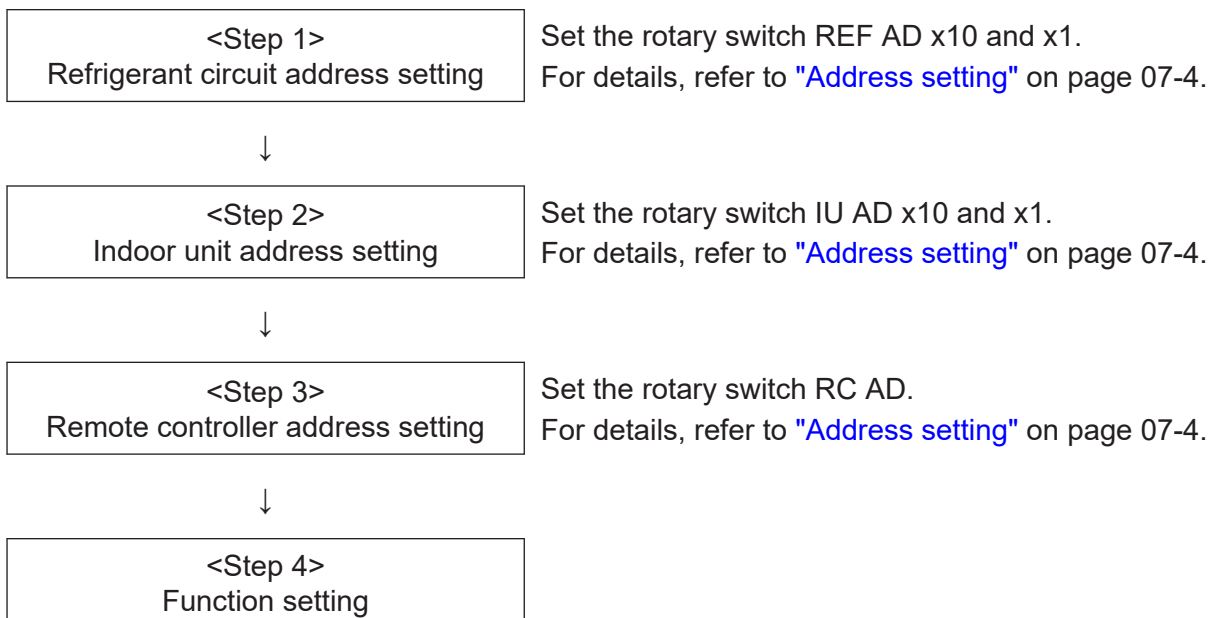 <Step 1>
Refrigerant circuit address setting
Set the rotary switch REF AD x10 and x1.
For details, refer to "Address setting" on page 07-4.
↓
<Step 2>
Indoor unit address setting
Set the rotary switch IU AD x10 and x1.
For details, refer to "Address setting" on page 07-4.
↓
<Step 3>
Remote controller address setting
Set the rotary switch RC AD.
For details, refer to "Address setting" on page 07-4.
↓
<Step 4>
Function setting